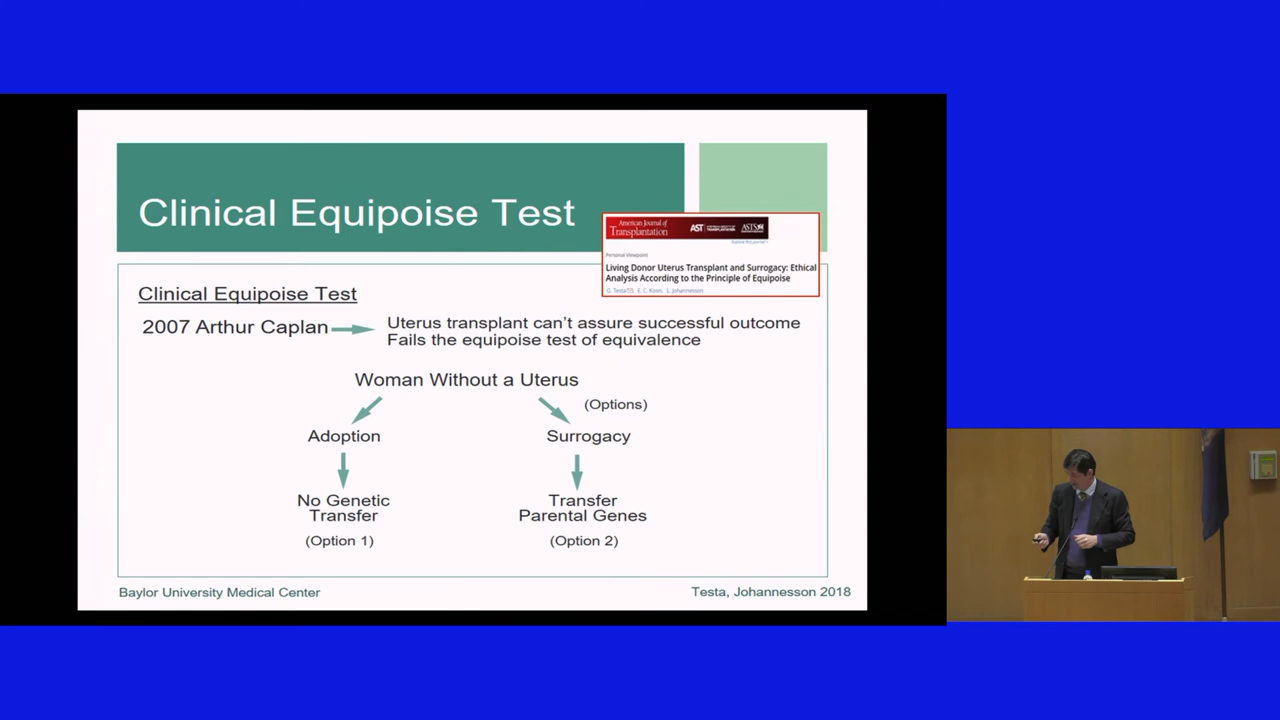 Clinical Equipoise Test
American Journal of
Transplantation
AST
Personal Viewpoint
Living Donor Uterus Transplant and Surrogacy: Ethical
Analysis According to the Principle of Equipoise
Clinical Equipoise Test
2007 Arthur Caplan
Uterus transplant can’t assure successful outcome
Fails the equipoise test of equivalence
Woman Without a Uterus
(Options)
Adoption
Surrogacy
No Genetic
Transfer
(Option 1)
Transfer
Parental Genes
(Option 2)
Baylor University Medical Center
Testa, Johannesson 2018